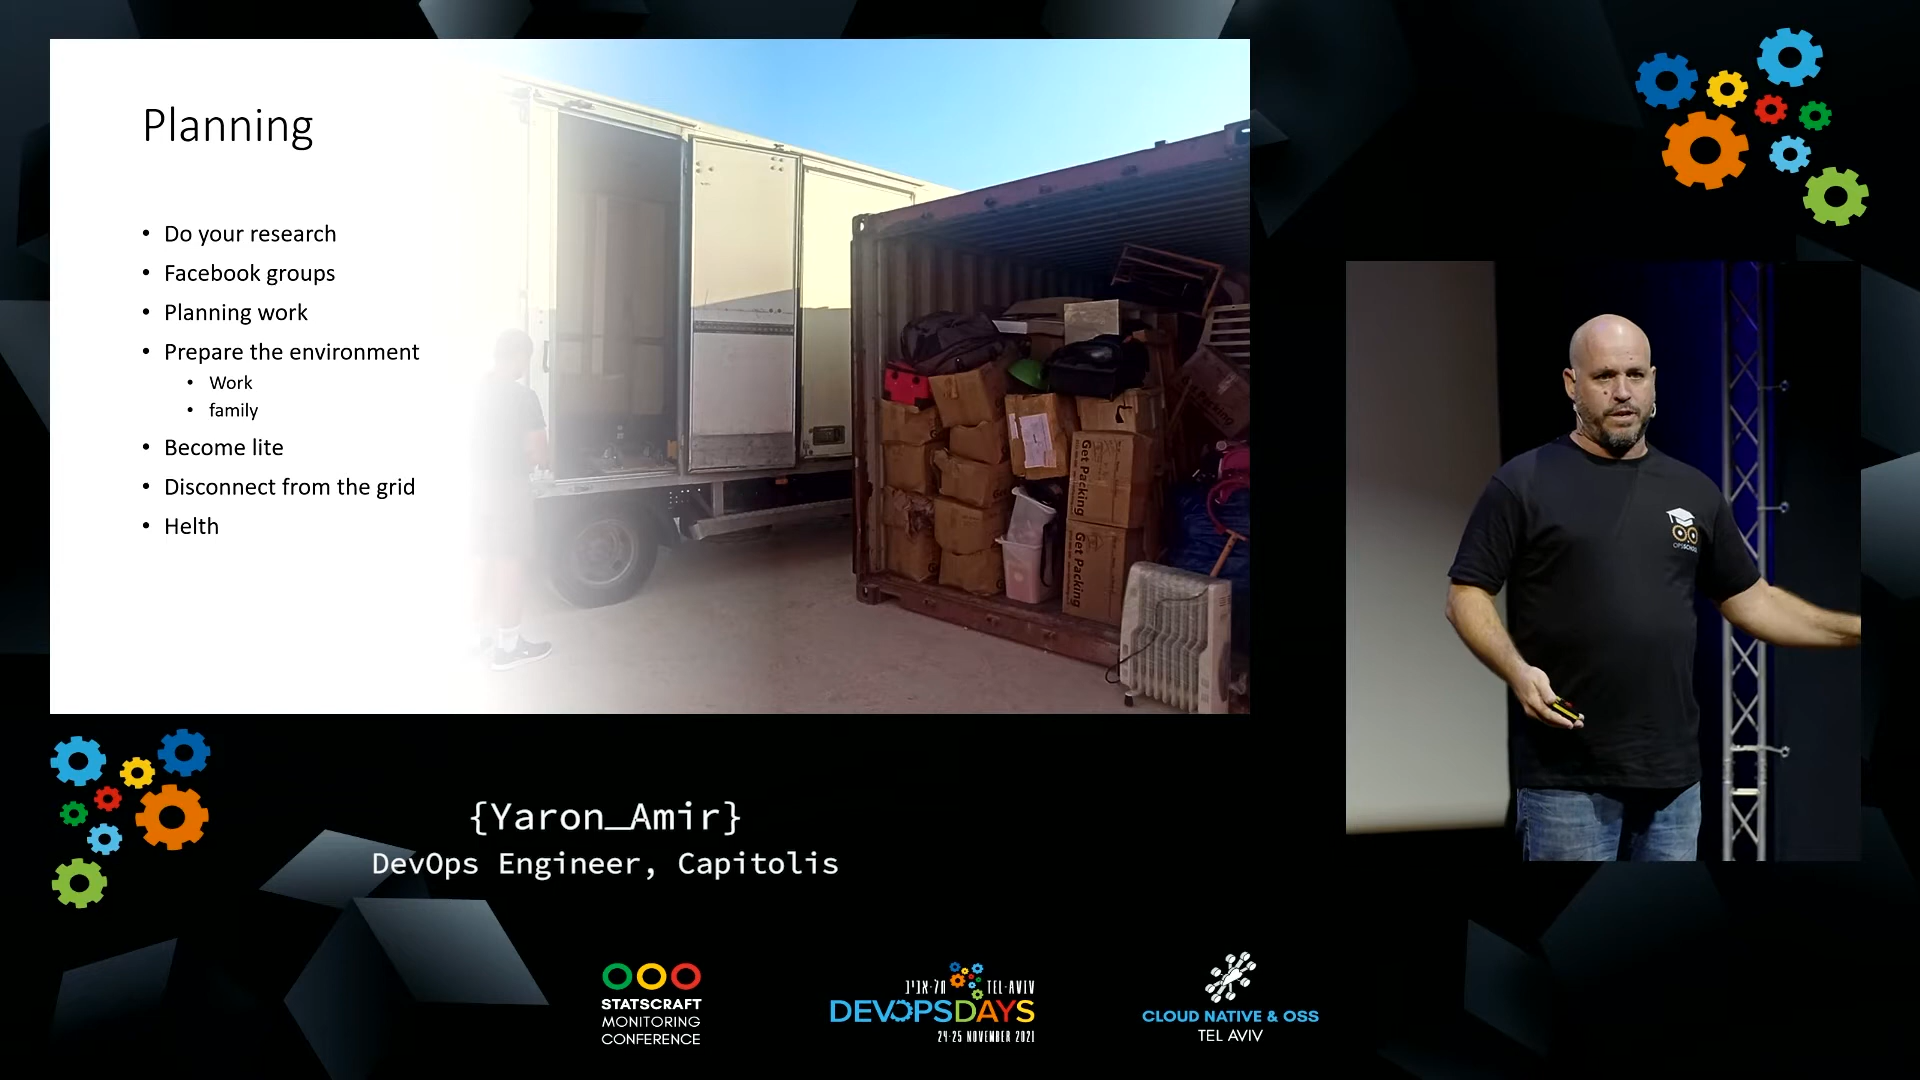 Planning
• Do your research
• Facebook groups
• Planning work
• Prepare the environment
• Work
• family
• Become lite
• Disconnect from the grid
• Helth
Get Packing
Get Packing
{Yaron_Amir}
DevOps Engineer, Capitolis
STATSCRAFT
MONITORING
CONFERENCE
תל-אביב TEL-AVIV
DEVOPSDAYS
24-25 NOVEMBER 2021
CLOUD NATIVE & OSS
TEL AVIV